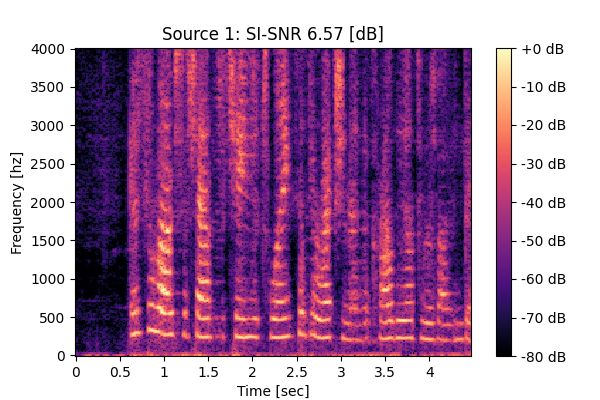 Source 1: SI-SNR 6.57 [dB]
Frequency [hz]
4000
3500
3000
2500
2000
1500
1000
500
0
0 0.5 1 1.5 2 2.5 3 3.5 4
Time [sec]
+0 dB
-10 dB
-20 dB
-30 dB
-40 dB
-50 dB
-60 dB
-70 dB
-80 dB